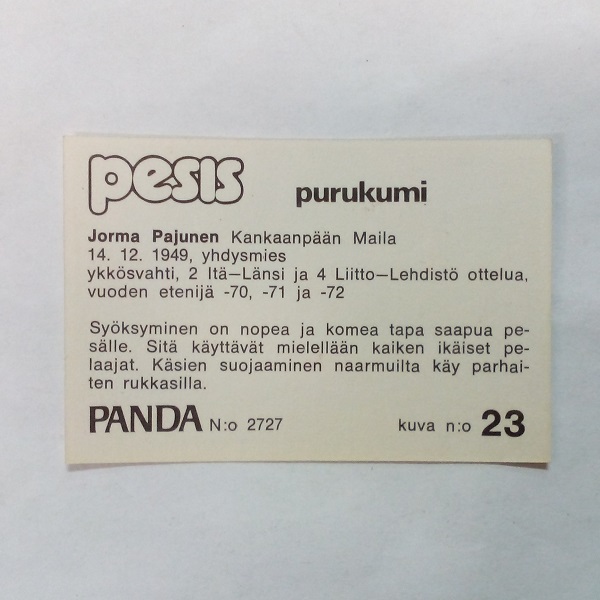 pesis purukumi
Jorma Pajunen Kankaanpään Maila
14. 12. 1949, yhdysmies
ykkösvahti, 2 Itä—Länsi ja 4 Liitto—Lehdistö ottelua,
vuoden etenijä -70, -71 ja -72
Syöksyminen on nopea ja komea tapa saapua pe-
sälle. Sitä käyttävät mielellään kaiken ikäiset pe-
laajat. Käsien suojaaminen naarmuilta käy parhai-
ten rukkasilla.
PANDA N:o 2727 kuva n:o 23